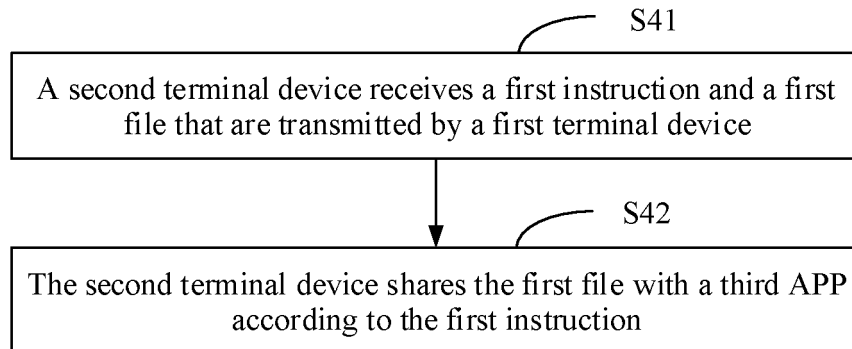 S41
A second terminal device receives a first instruction and a first
file that are transmitted by a first terminal device
S42
The second terminal device shares the first file with a third APP
according to the first instruction